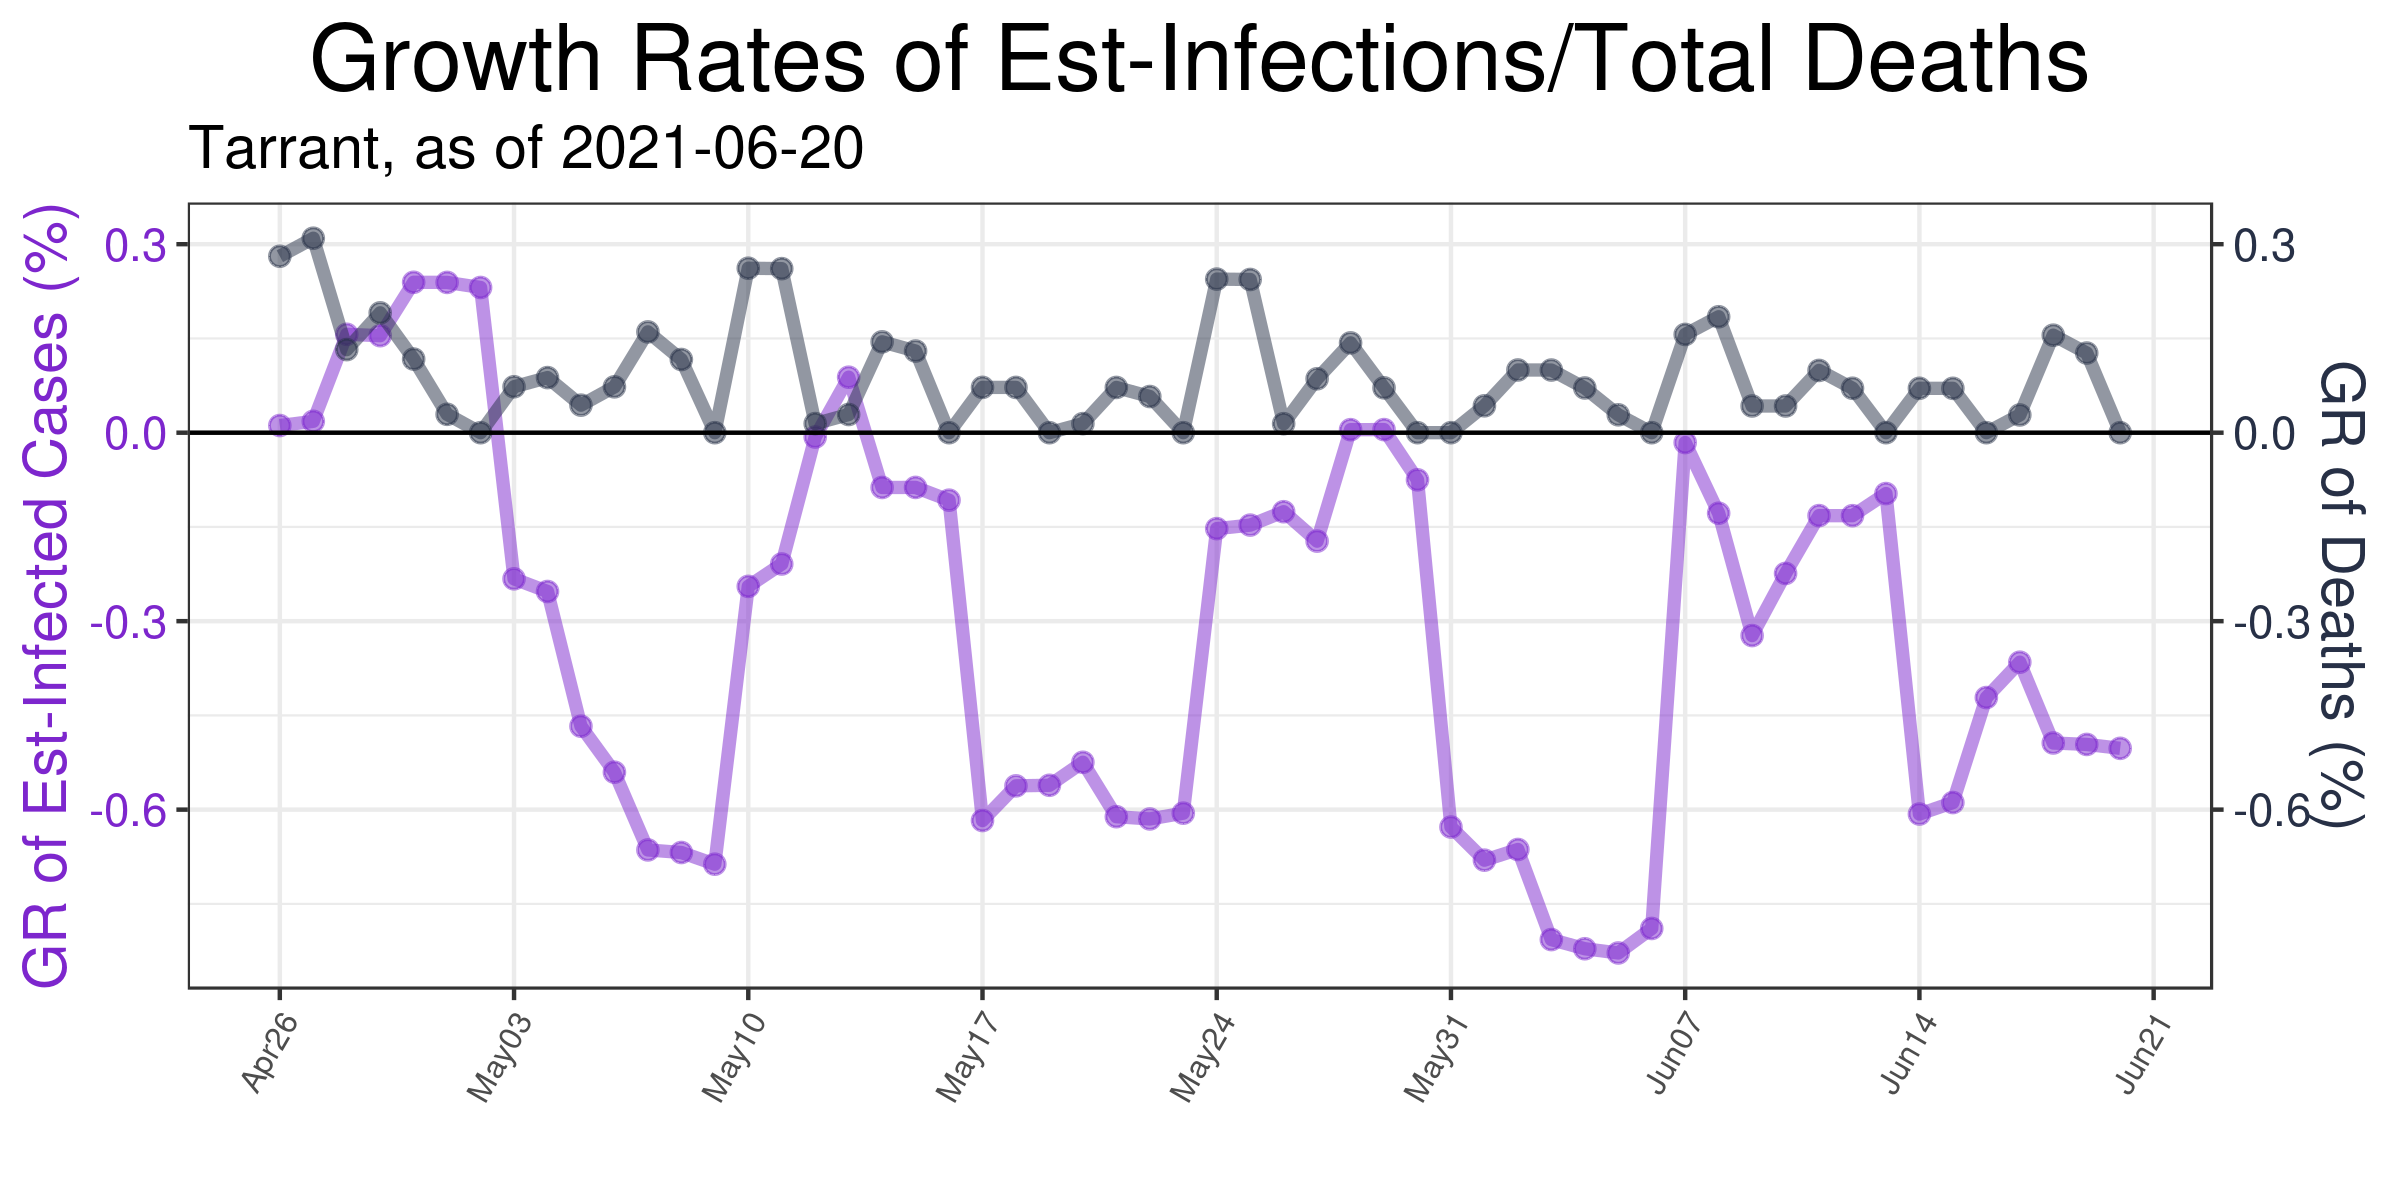 Growth Rates of Est-Infections/Total Deaths
Tarrant, as of 2021-06-20
GR of Est-Infected Cases (%)
0.3
0.0
-0.3
-0.6
0.3
0.0
-0.3
-0.6
GR of Deaths (%)
Apr26
May03
May10
May17
May24
May31
Jun07
Jun14
Jun21